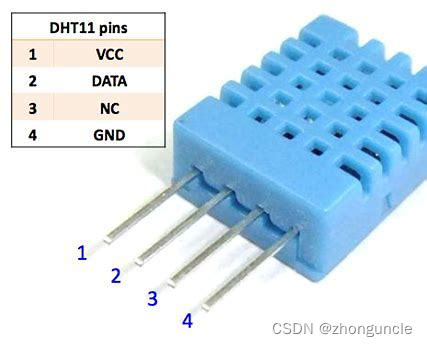 DHT11 pins
1 VCC
2 DATA
3 NC
4 GND
1
2
3
4
CSDN @zhonguncle